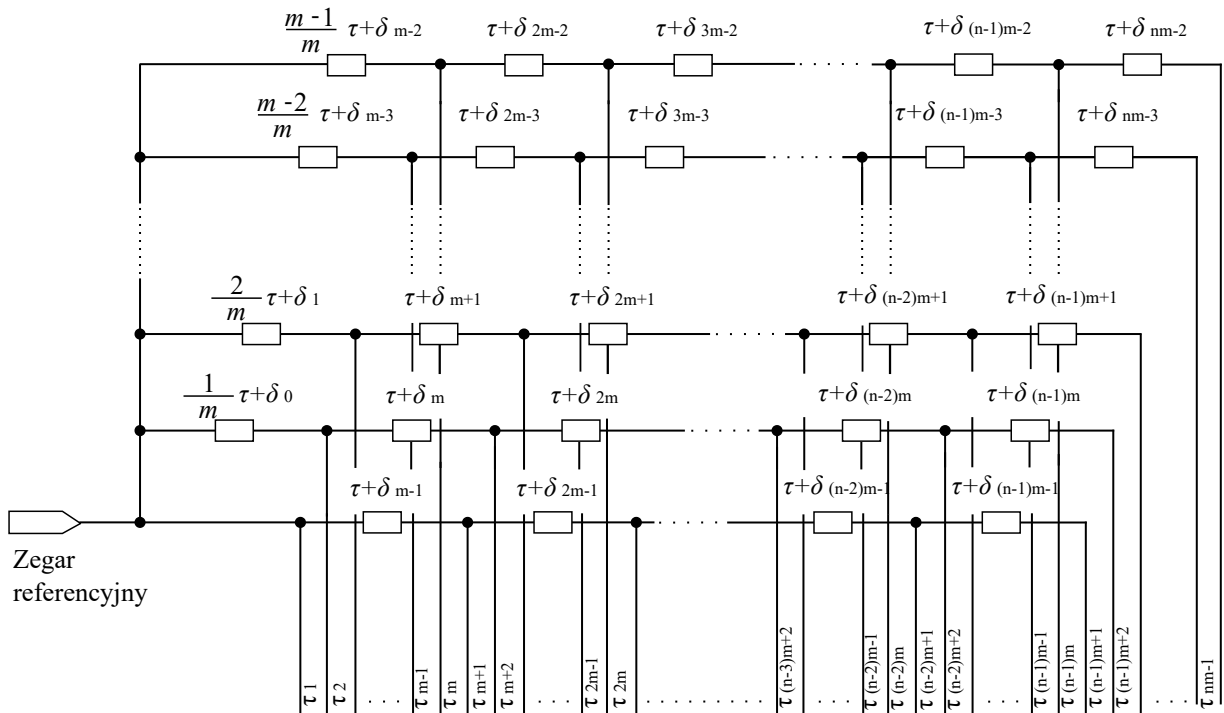 m-1/m τ+δ m-2 τ+δ 2m-2 τ+δ 3m-2 τ+δ (n-1)m-2 τ+δ nm-2
m-2/m τ+δ m-3 τ+δ 2m-3 τ+δ 3m-3 τ+δ (n-1)m-3 τ+δ nm-3
2/m τ+δ 1 τ+δ m+1 τ+δ 2m+1 τ+δ (n-2)m+1 τ+δ (n-1)m+1
1/m τ+δ 0 τ+δ m τ+δ 2m τ+δ (n-2)m τ+δ (n-1)m
τ+δ m-1 τ+δ 2m-1 τ+δ (n-2)m-1 τ+δ (n-1)m-1
Zegar
referencyjny
τ 1
τ 2
τ m-1
τ m
τ m+1
τ m+2
τ 2m-1
τ 2m
τ (n-3)m+2
τ (n-2)m-1
τ (n-2)m
τ (n-2)m+1
τ (n-2)m+2
τ (n-1)m-1
τ (n-1)m
τ (n-1)m+1
τ (n-1)m+2
τ nm-1